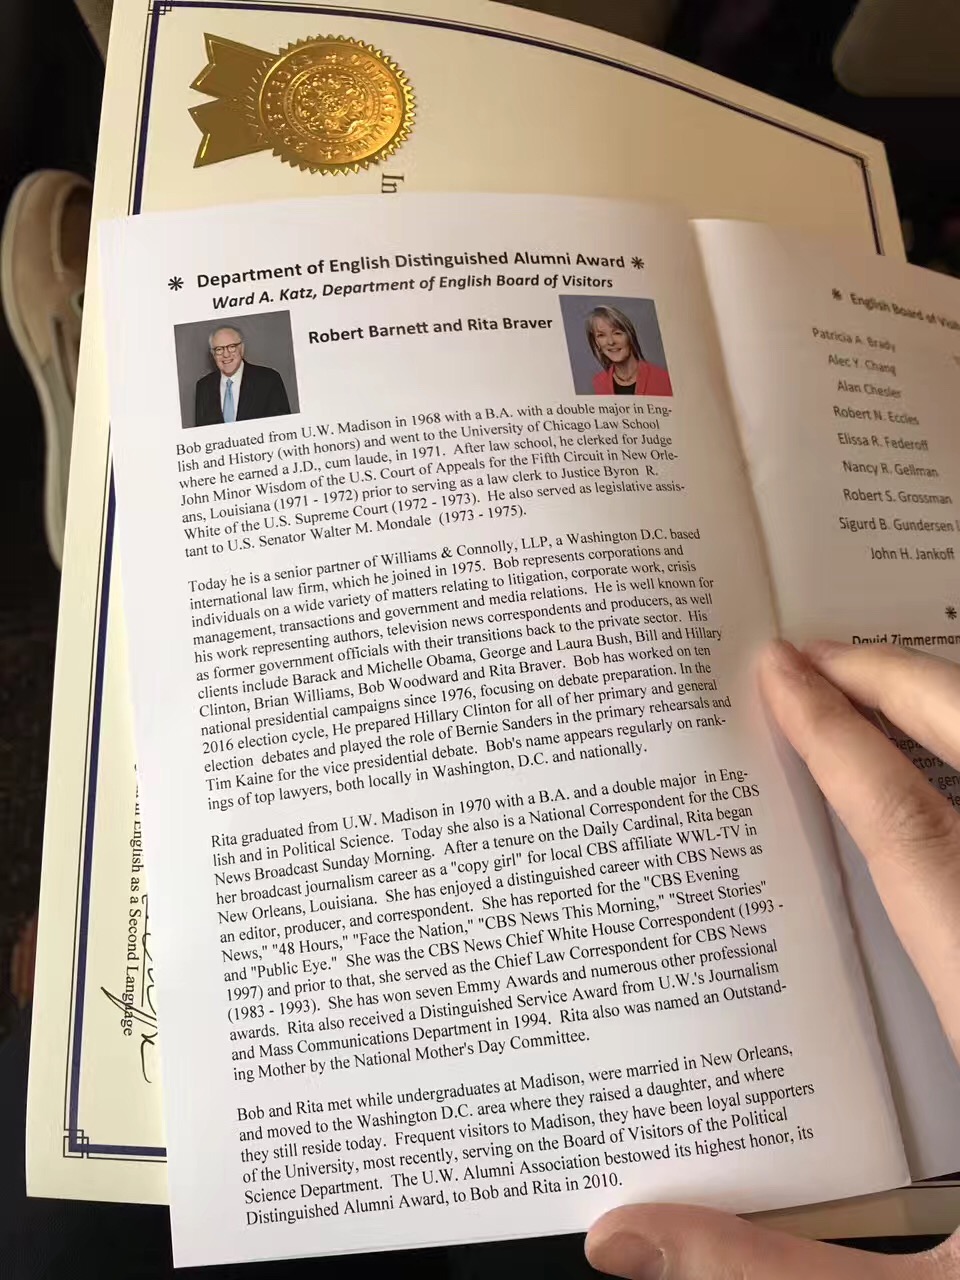 In
✳ Department of English Distinguished Alumni Award ✳
Ward A. Katz, Department of English Board of Visitors
Robert Barnett and Rita Braver
Bob graduated from U.W. Madison in 1968 with a B.A. with a double major in Eng-
lish and History (with honors) and went to the University of Chicago Law School
where he earned a J.D., cum laude, in 1971. After law school, he clerked for Judge
John Minor Wisdom of the U.S. Court of Appeals for the Fifth Circuit in New Orle-
ans, Louisiana (1971 - 1972) prior to serving as a law clerk to Justice Byron R.
White of the U.S. Supreme Court (1972 - 1973). He also served as legislative assis-
tant to U.S. Senator Walter M. Mondale (1973 - 1975).
Today he is a senior partner of Williams & Connolly, LLP, a Washington D.C. based
international law firm, which he joined in 1975. Bob represents corporations and
individuals on a wide variety of matters relating to litigation, corporate work, crisis
management, transactions and government and media relations. He is well known for
his work representing authors, television news correspondents and producers, as well
as former government officials with their transitions back to the private sector. His
clients include Barack and Michelle Obama, George and Laura Bush, Bill and Hillary
Clinton, Brian Williams, Bob Woodward and Rita Braver. Bob has worked on ten
national presidential campaigns since 1976, focusing on debate preparation. In the
2016 election cycle, He prepared Hillary Clinton for all of her primary and general
election debates and played the role of Bernie Sanders in the primary rehearsals and
Tim Kaine for the vice presidential debate. Bob's name appears regularly on rank-
ings of top lawyers, both locally in Washington, D.C. and nationally.
Rita graduated from U.W. Madison in 1970 with a B.A. and a double major in Eng-
lish and in Political Science. Today she also is a National Correspondent for the CBS
News Broadcast Sunday Morning. After a tenure on the Daily Cardinal, Rita began
her broadcast journalism career as a "copy girl" for local CBS affiliate WWL-TV in
New Orleans, Louisiana. She has enjoyed a distinguished career with CBS News as
an editor, producer, and correspondent. She has reported for the "CBS Evening
News," "48 Hours," "Face the Nation," "CBS News This Morning," "Street Stories"
and "Public Eye." She was the CBS News Chief White House Correspondent (1993 -
1997) and prior to that, she served as the Chief Law Correspondent for CBS News
(1983 - 1993). She has won seven Emmy Awards and numerous other professional
awards. Rita also received a Distinguished Service Award from U.W.'s Journalism
and Mass Communications Department in 1994. Rita also was named an Outstand-
ing Mother by the National Mother's Day Committee.
Bob and Rita met while undergraduates at Madison, were married in New Orleans,
and moved to the Washington D.C. area where they raised a daughter, and where
they still reside today. Frequent visitors to Madison, they have been loyal supporters
of the University, most recently, serving on the Board of Visitors of the Political
Science Department. The U.W. Alumni Association bestowed its highest honor, its
Distinguished Alumni Award, to Bob and Rita in 2010.
✳ English Board of Visit
Patricia A. Brady
Alec Y. Chang
Alan Chesler
Robert N. Eccles
Elissa R. Federoff
Nancy R. Gellman
Robert S. Grossman
Sigurd B. Gundersen
John H. Jankoff
✳
David Zimmerman
in English as a Second Language